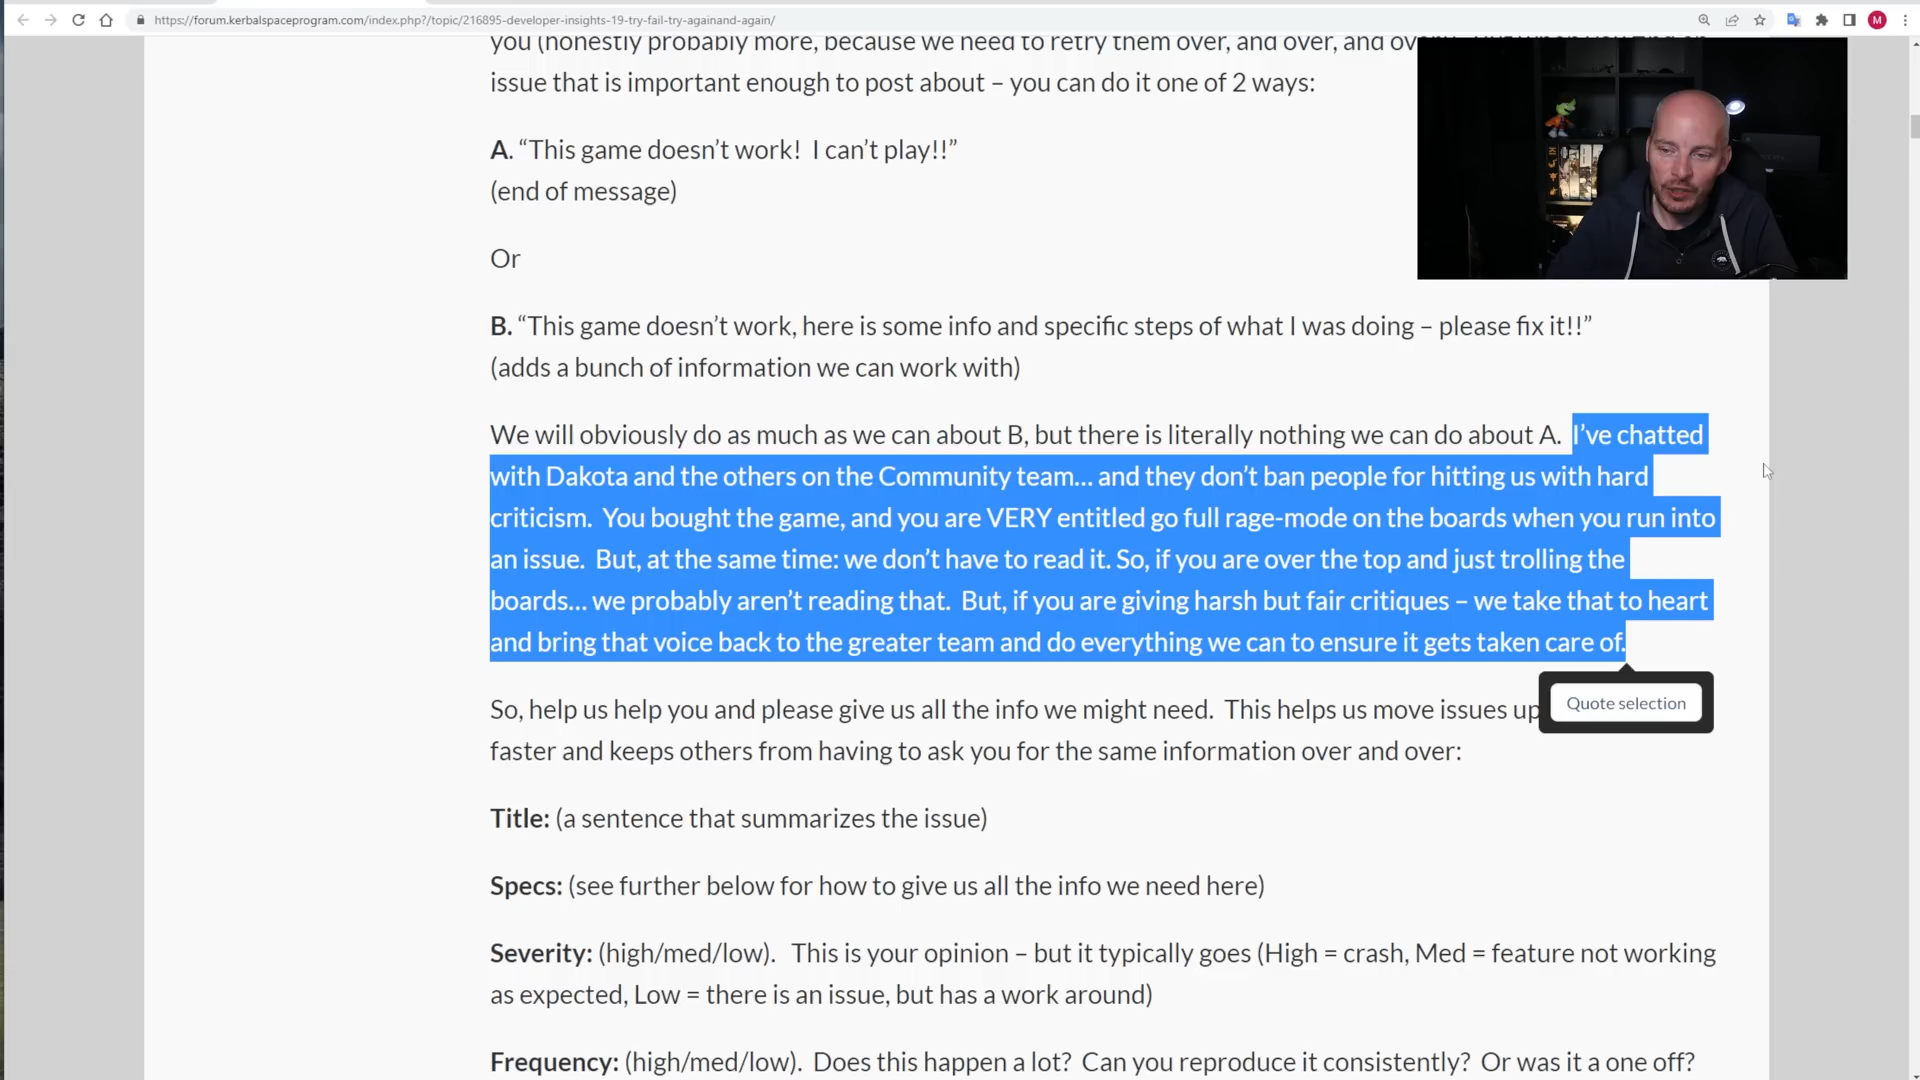 https://forum.kerbalspaceprogram.com/index.php?/topic/216895-developer-insights-19-try-fail-try-againand-again/
M
you (honestly probably more, because we need to retry them over, and over, and
issue that is important enough to post about – you can do it one of 2 ways:
A. “This game doesn’t work!  I can’t play!!”
(end of message)
Or
B. “This game doesn’t work, here is some info and specific steps of what I was doing – please fix it!!”
(adds a bunch of information we can work with)
We will obviously do as much as we can about B, but there is literally nothing we can do about A.  I’ve chatted
with Dakota and the others on the Community team… and they don’t ban people for hitting us with hard
criticism.  You bought the game, and you are VERY entitled go full rage-mode on the boards when you run into
an issue.  But, at the same time: we don’t have to read it. So, if you are over the top and just trolling the
boards… we probably aren’t reading that.  But, if you are giving harsh but fair critiques – we take that to heart
and bring that voice back to the greater team and do everything we can to ensure it gets taken care of.
Quote selection
So, help us help you and please give us all the info we might need.  This helps us move issues up
faster and keeps others from having to ask you for the same information over and over:
Title: (a sentence that summarizes the issue)
Specs: (see further below for how to give us all the info we need here)
Severity: (high/med/low).   This is your opinion – but it typically goes (High = crash, Med = feature not working
as expected, Low = there is an issue, but has a work around)
Frequency: (high/med/low).  Does this happen a lot?  Can you reproduce it consistently?  Or was it a one off?